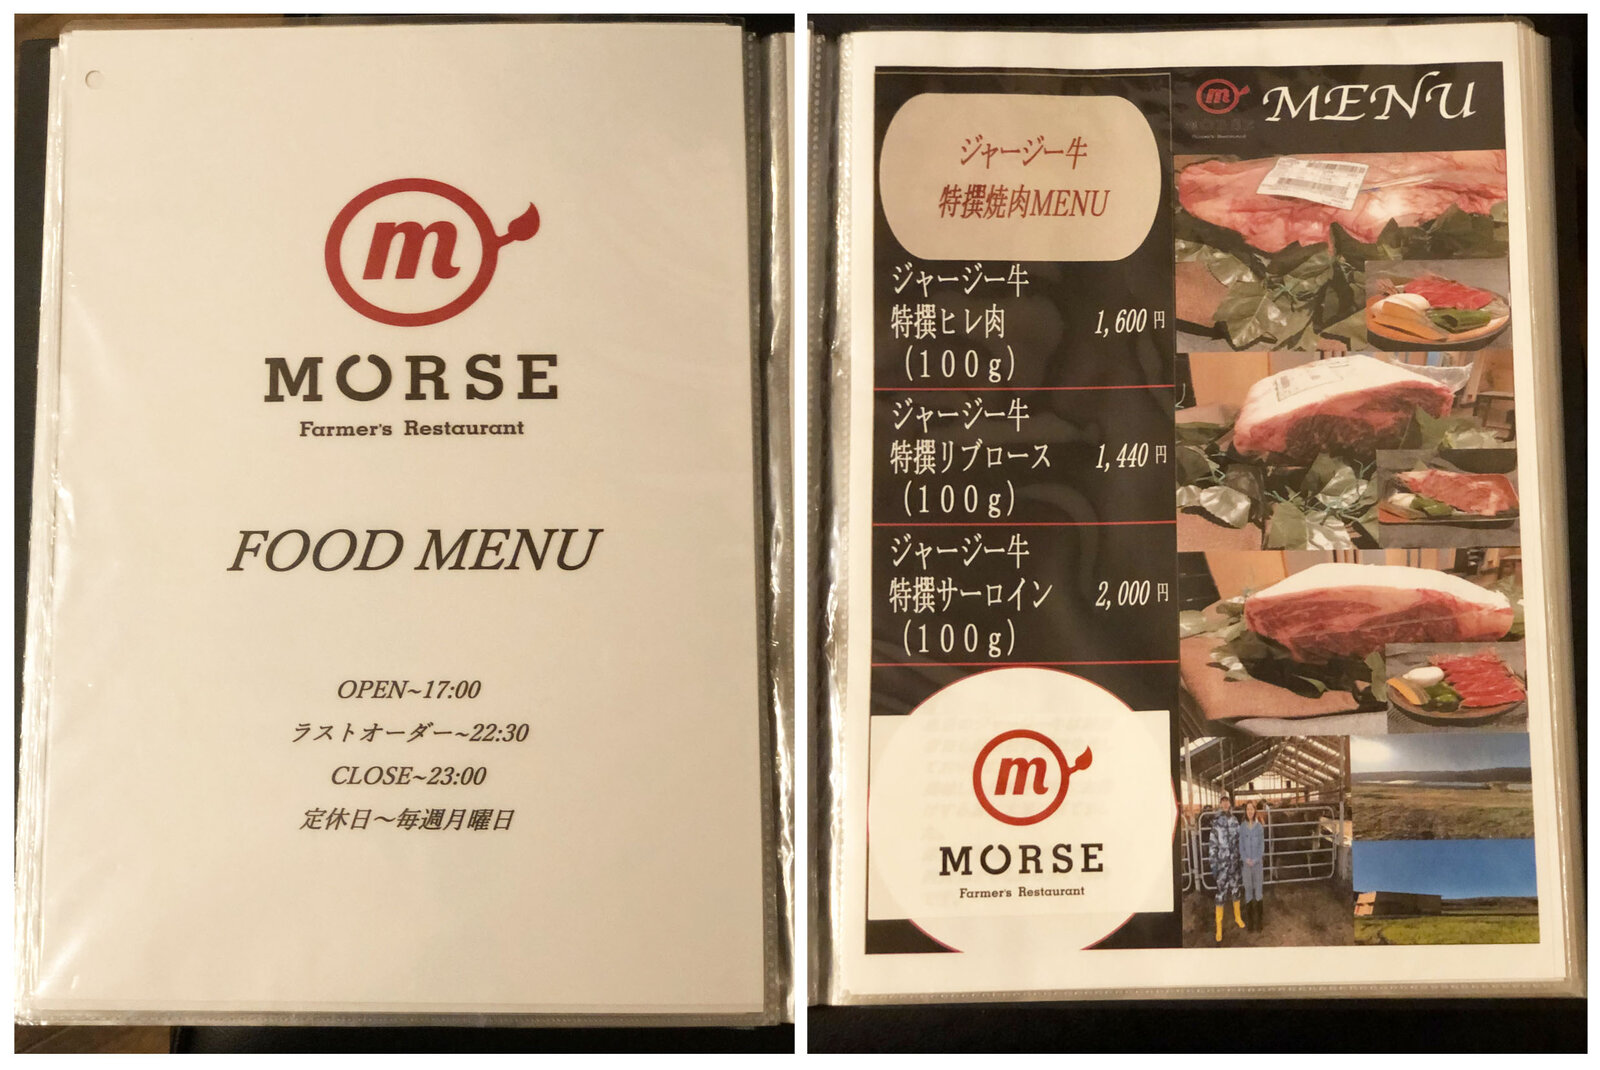 m
MORSE
Farmer's Restaurant
FOOD MENU
OPEN~17:00
ラストオーダー~22:30
CLOSE~23:00
定休日～毎週月曜日
m
MORSE
Farmer's Restaurant
MENU
ジャージー牛
特撰焼肉MENU
ジャージー牛
特撰ヒレ肉 1,600円
（100g）
ジャージー牛
特撰リブロース 1,440円
（100g）
ジャージー牛
特撰サーロイン 2,000円
（100g）
m
MORSE
Farmer's Restaurant